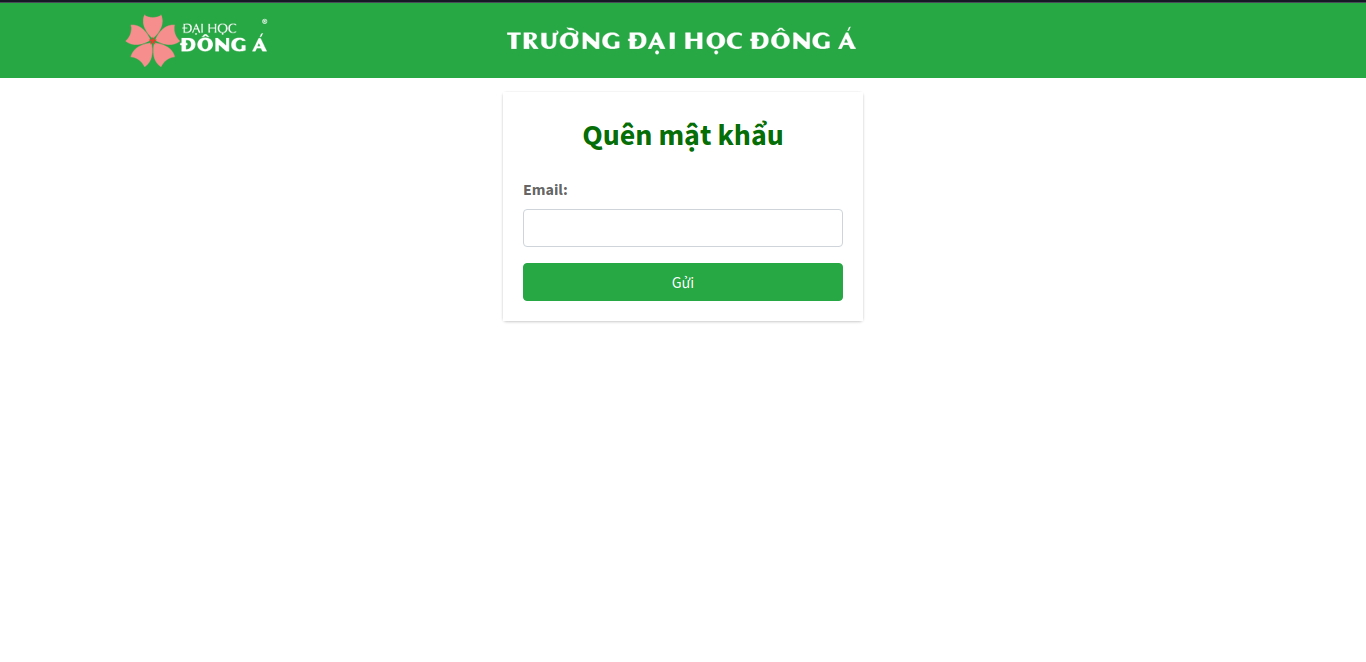 ĐẠI HỌC ®
ĐÔNG Á
TRƯỜNG ĐẠI HỌC ĐÔNG Á
Quên mật khẩu
Email:
Gửi